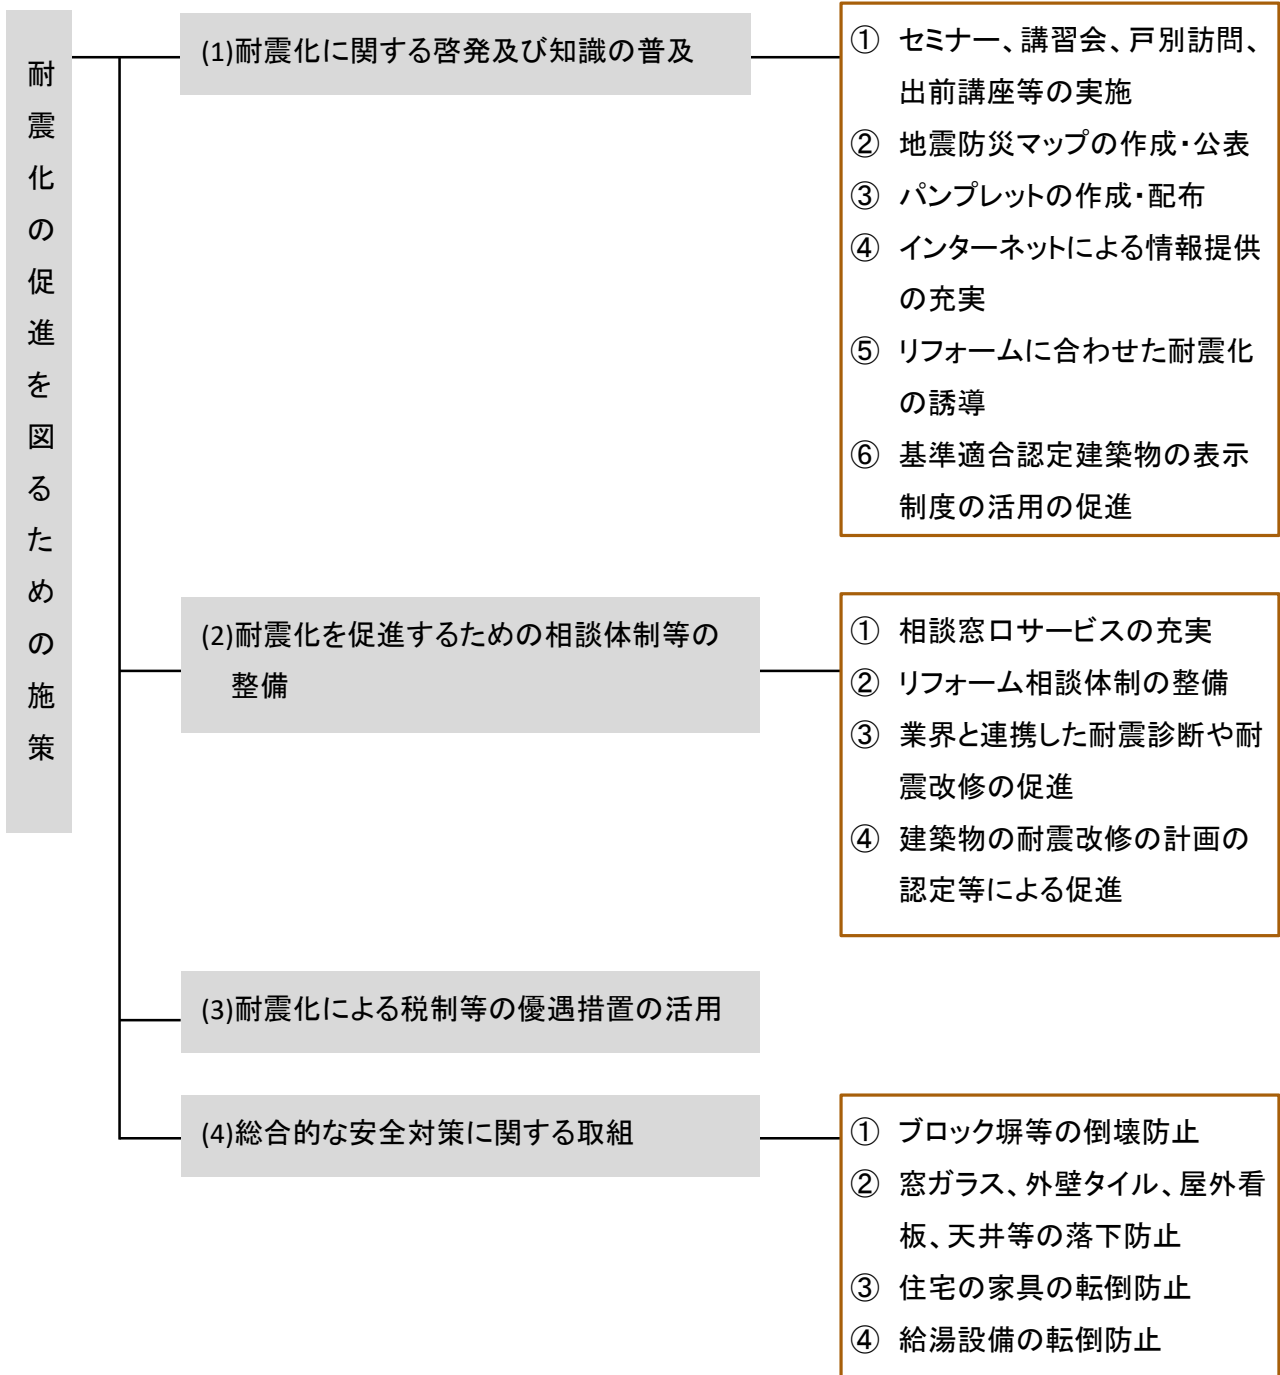 耐震化の促進を図るための施策
(1)耐震化に関する啓発及び知識の普及
① セミナー、講習会、戸別訪問、
出前講座等の実施
② 地震防災マップの作成・公表
③ パンプレットの作成・配布
④ インターネットによる情報提供
の充実
⑤ リフォームに合わせた耐震化
の誘導
⑥ 基準適合認定建築物の表示
制度の活用の促進
(2)耐震化を促進するための相談体制等の
整備
① 相談窓口サービスの充実
② リフォーム相談体制の整備
③ 業界と連携した耐震診断や耐
震改修の促進
④ 建築物の耐震改修の計画の
認定等による促進
(3)耐震化による税制等の優遇措置の活用
(4)総合的な安全対策に関する取組
① ブロック塀等の倒壊防止
② 窓ガラス、外壁タイル、屋外看
板、天井等の落下防止
③ 住宅の家具の転倒防止
④ 給湯設備の転倒防止